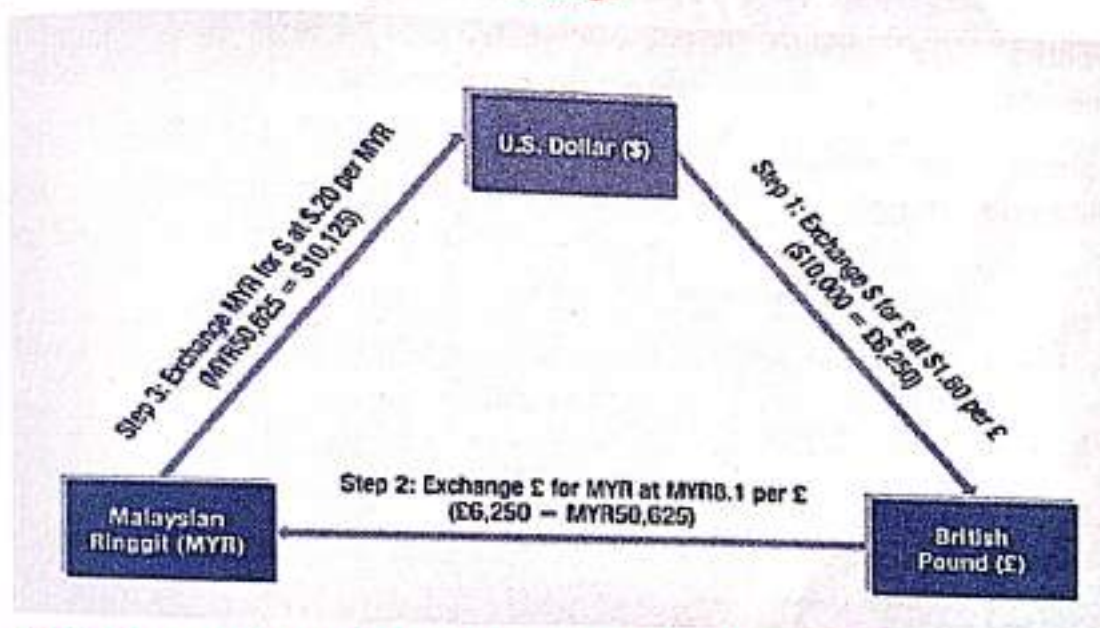 U.S. Dollar ($)
Step 1: Exchange $ for £ at $1.60 per £
($10,000 = £6,250)
Step 2: Exchange £ for MYR at MYR8.1 per £
(£6,250 = MYR50,625)
Step 3: Exchange MYR for $ at $.20 per MYR
(MYR50,625 = $10,125)
Malaysian
Ringgit (MYR)
British
Pound (£)